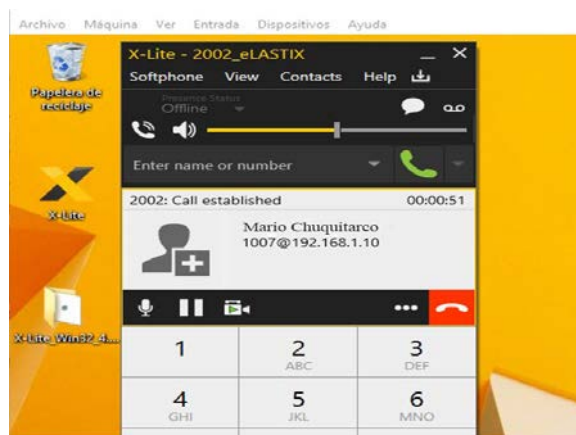 Archivo Máquina Ver Entrada Dispositivos Ayuda
X-Lite - 2002_eLASTIX
Softphone View Contacts Help
Presence Status
Offline
Enter name or number
2002: Call established 00:00:51
Mario Chuquitarco
1007@192.168.1.10
1 2 3
ABC DEF
4 5 6
GHI JKL MNO
Papelera de
reciclaje
X-Lite
X-Lite_Win32_4....